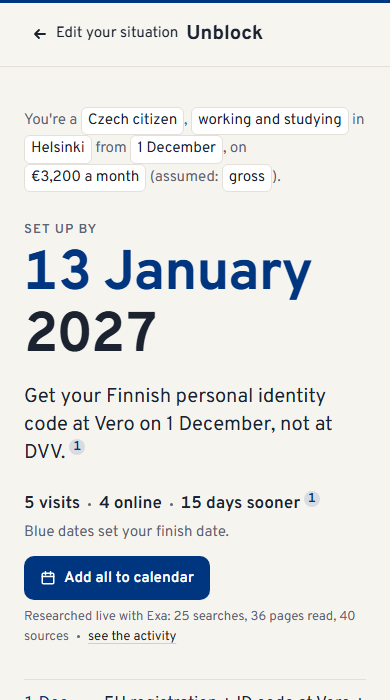 ← Edit your situation Unblock
You're a Czech citizen, working and studying in
Helsinki from 1 December, on
€3,200 a month (assumed: gross).
SET UP BY
13 January
2027
Get your Finnish personal identity
code at Vero on 1 December, not at
DVV. 1
5 visits • 4 online • 15 days sooner 1
Blue dates set your finish date.
Add all to calendar
Researched live with Exa: 25 searches, 36 pages read, 40
sources • see the activity